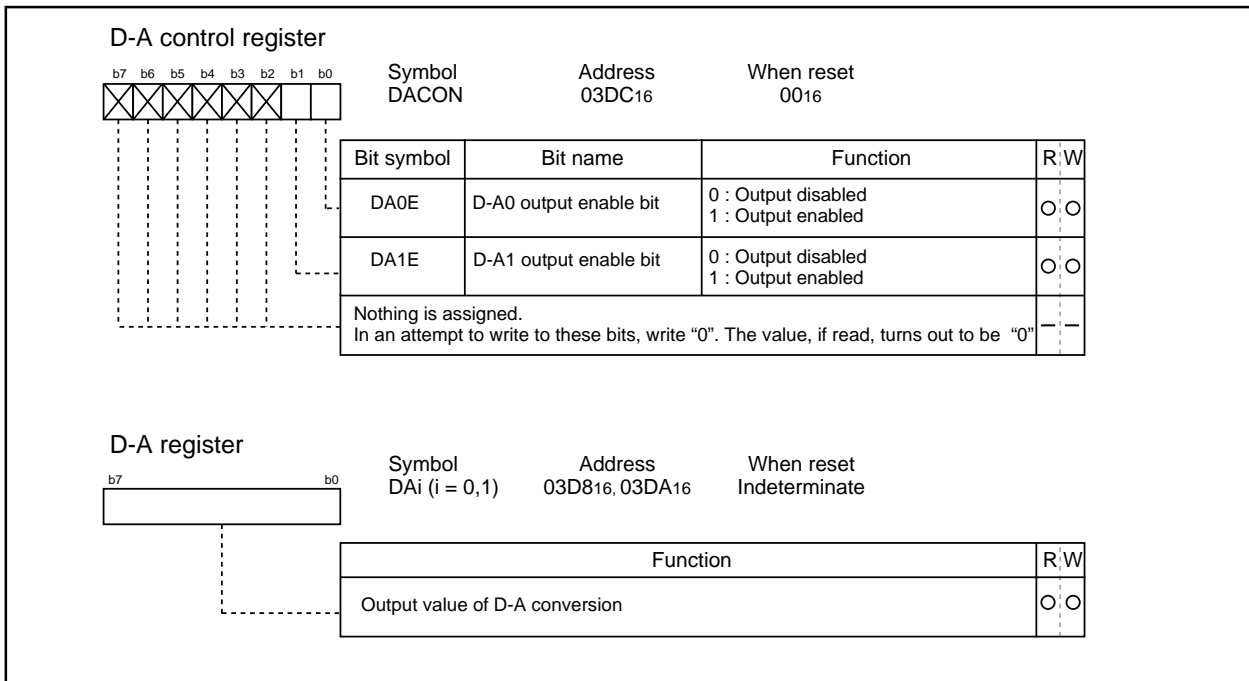 D-A control register
b7 b6 b5 b4 b3 b2 b1 b0
Symbol Address When reset
DACON 03DC16 0016
Bit symbol Bit name Function R W
DA0E D-A0 output enable bit 0 : Output disabled
1 : Output enabled
DA1E D-A1 output enable bit 0 : Output disabled
1 : Output enabled
Nothing is assigned.
In an attempt to write to these bits, write “0”. The value, if read, turns out to be “0”
D-A register
b7 b0
Symbol Address When reset
DAi (i = 0,1) 03D816, 03DA16 Indeterminate
Function R W
Output value of D-A conversion